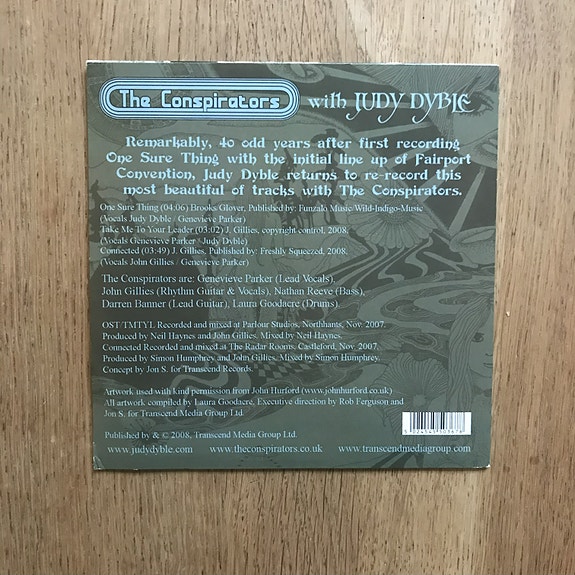 The Conspirators with JUDY DYBLE
Remarkably, 40 odd years after first recording
One Sure Thing with the initial line up of Fairport
Convention, Judy Dyble returns to re-record this
most beautiful of tracks with The Conspirators.
One Sure Thing (04:06) Brooks/Glover, Published by: Funzalo Music/Wild-Indigo-Music
(Vocals Judy Dyble / Genevieve Parker)
Take Me To Your Leader (03:02) J. Gillies, copyright control, 2008.
(Vocals Genevieve Parker / Judy Dyble)
Connected (03:49) J. Gillies, Published by: Freshly Squeezed, 2008.
(Vocals John Gillies / Genevieve Parker)
The Conspirators are: Genevieve Parker (Lead Vocals),
John Gillies (Rhythm Guitar & Vocals), Nathan Reeve (Bass),
Darren Banner (Lead Guitar), Laura Goodacre (Drums).
OST/TMTYL Recorded and mixed at Parlour Studios, Northhants, Nov. 2007.
Produced by Neil Haynes and John Gillies, Mixed by Neil Haynes.
Connected Recorded and mixed at The Radar Rooms, Castleford, Nov. 2007.
Produced by Simon Humphrey and John Gillies. Mixed by Simon Humphrey.
Concept by Jon S. for Transcend Records.
Artwork used with kind permission from John Hurford (www.johnhurford.co.uk)
All artwork compiled by Laura Goodacre, Executive direction by Rob Ferguson and
Jon S. for Transcend Media Group Ltd.
Published by & © 2008, Transcend Media Group Ltd.
www.judydyble.com www.theconspirators.co.uk www.transcendmediagroup.com